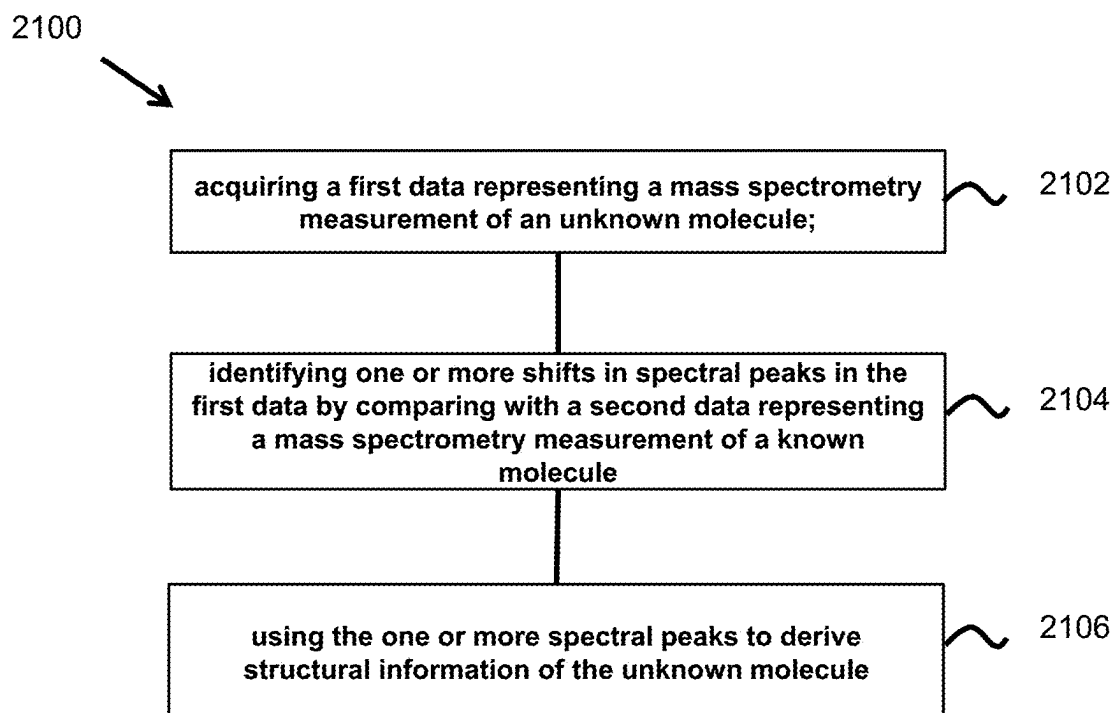 2100
acquiring a first data representing a mass spectrometry
measurement of an unknown molecule;
2102
identifying one or more shifts in spectral peaks in the
first data by comparing with a second data representing
a mass spectrometry measurement of a known
molecule
2104
using the one or more spectral peaks to derive
structural information of the unknown molecule
2106